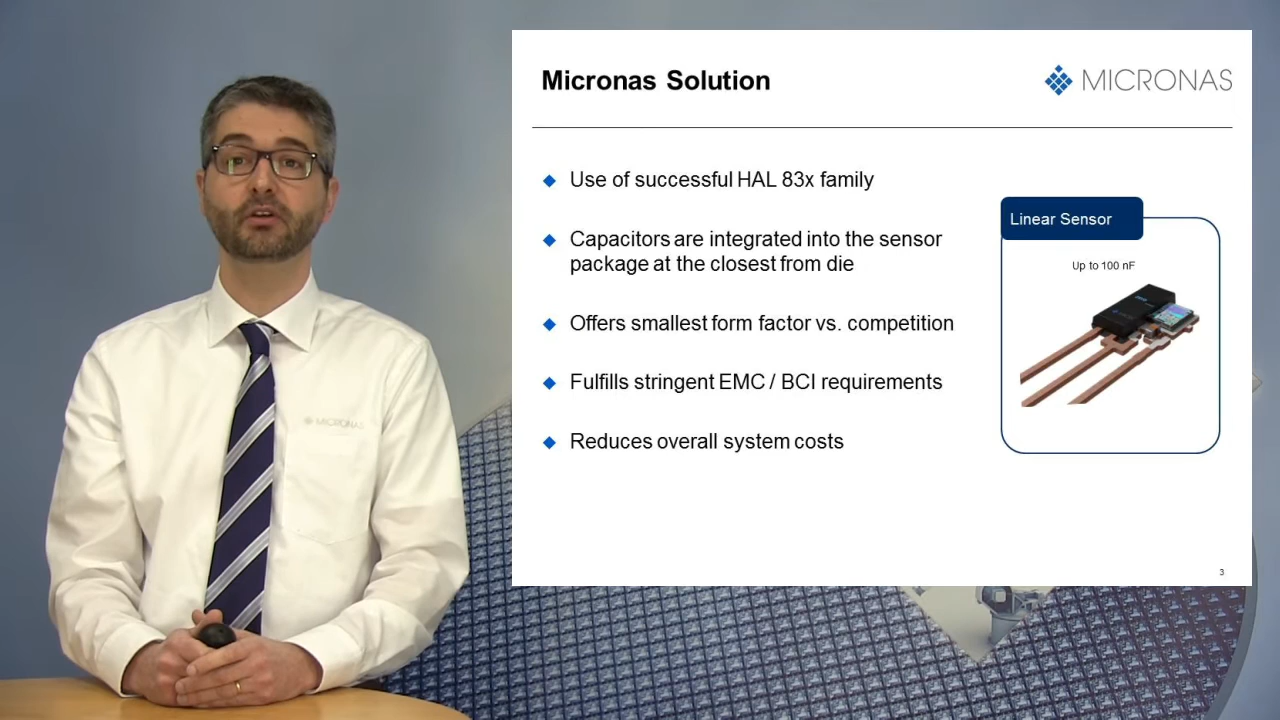 Micronas Solution
MICRONAS
Use of successful HAL 83x family
Capacitors are integrated into the sensor
package at the closest from die
Offers smallest form factor vs. competition
Fulfills stringent EMC / BCI requirements
Reduces overall system costs
Linear Sensor
Up to 100 nF
MICRONAS
3